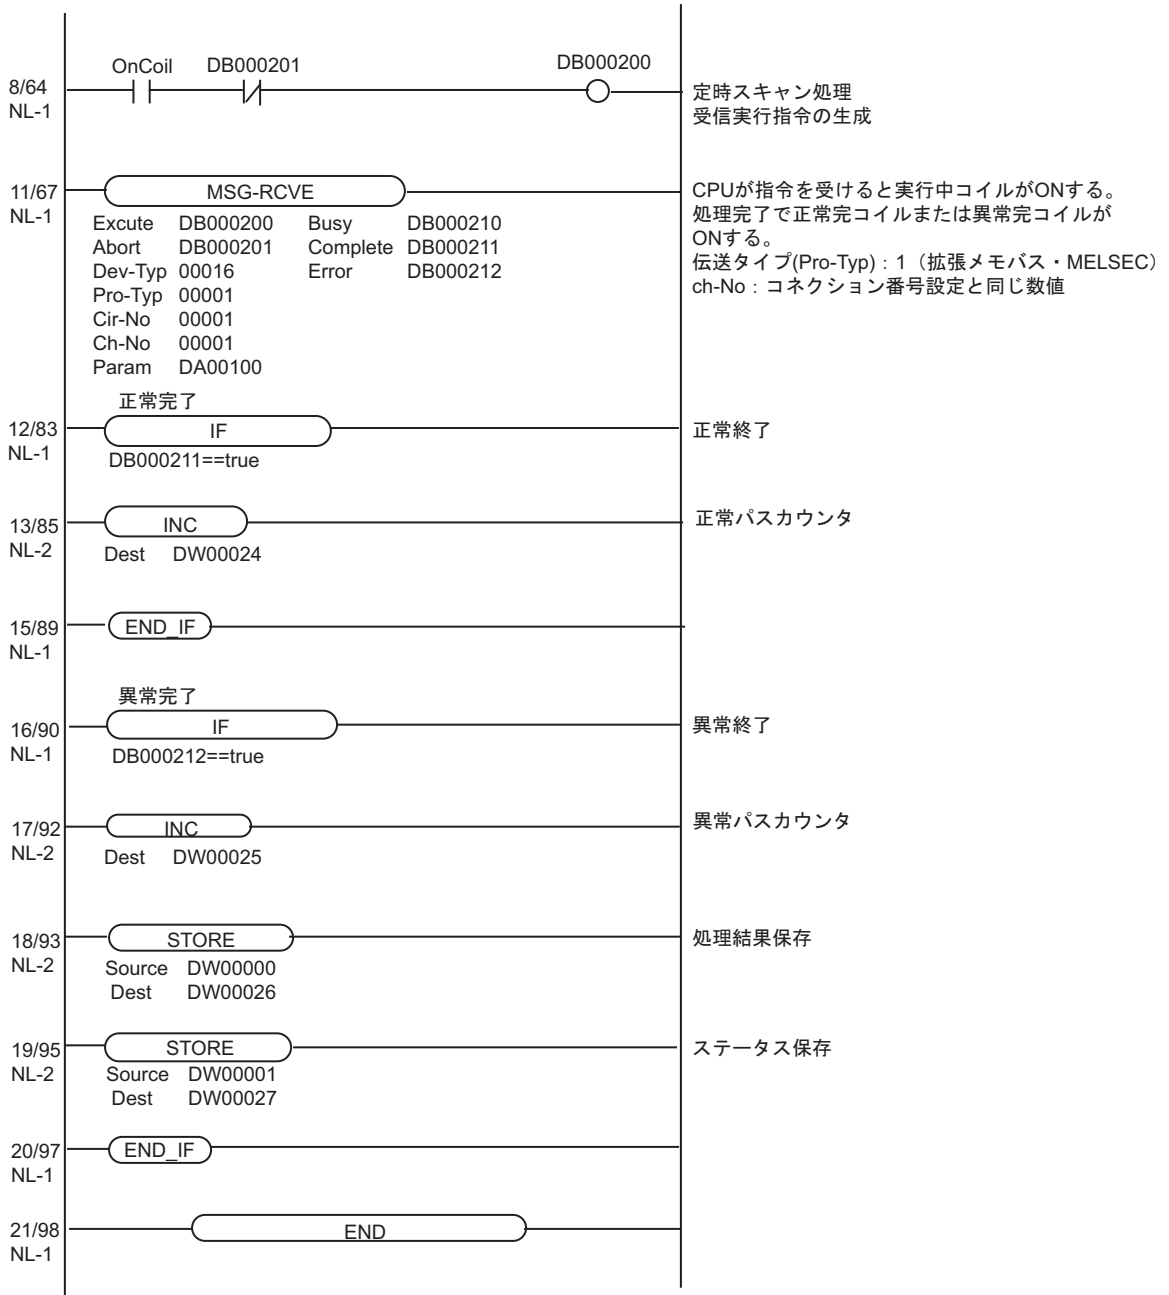 OnCoil DB000201 DB000200
8/64
NL-1
定時スキャン処理
受信実行指令の生成
11/67
NL-1
MSG-RCVE
Excute DB000200 Busy DB000210
Abort DB000201 Complete DB000211
Dev-Typ 00016 Error DB000212
Pro-Typ 00001
Cir-No 00001
Ch-No 00001
Param DA00100
CPUが指令を受けると実行中コイルがONする。
処理完了で正常完コイルまたは異常完コイルが
ONする。
伝送タイプ(Pro-Typ)：1（拡張メモバス・MELSEC）
ch-No：コネクション番号設定と同じ数値
正常完了
12/83
NL-1
IF
DB000211==true
正常終了
13/85
NL-2
INC
Dest DW00024
正常パスカウンタ
15/89
NL-1
END_IF
異常完了
16/90
NL-1
IF
DB000212==true
異常終了
17/92
NL-2
INC
Dest DW00025
異常パスカウンタ
18/93
NL-2
STORE
Source DW00000
Dest DW00026
処理結果保存
19/95
NL-2
STORE
Source DW00001
Dest DW00027
ステータス保存
20/97
NL-1
END_IF
21/98
NL-1
END